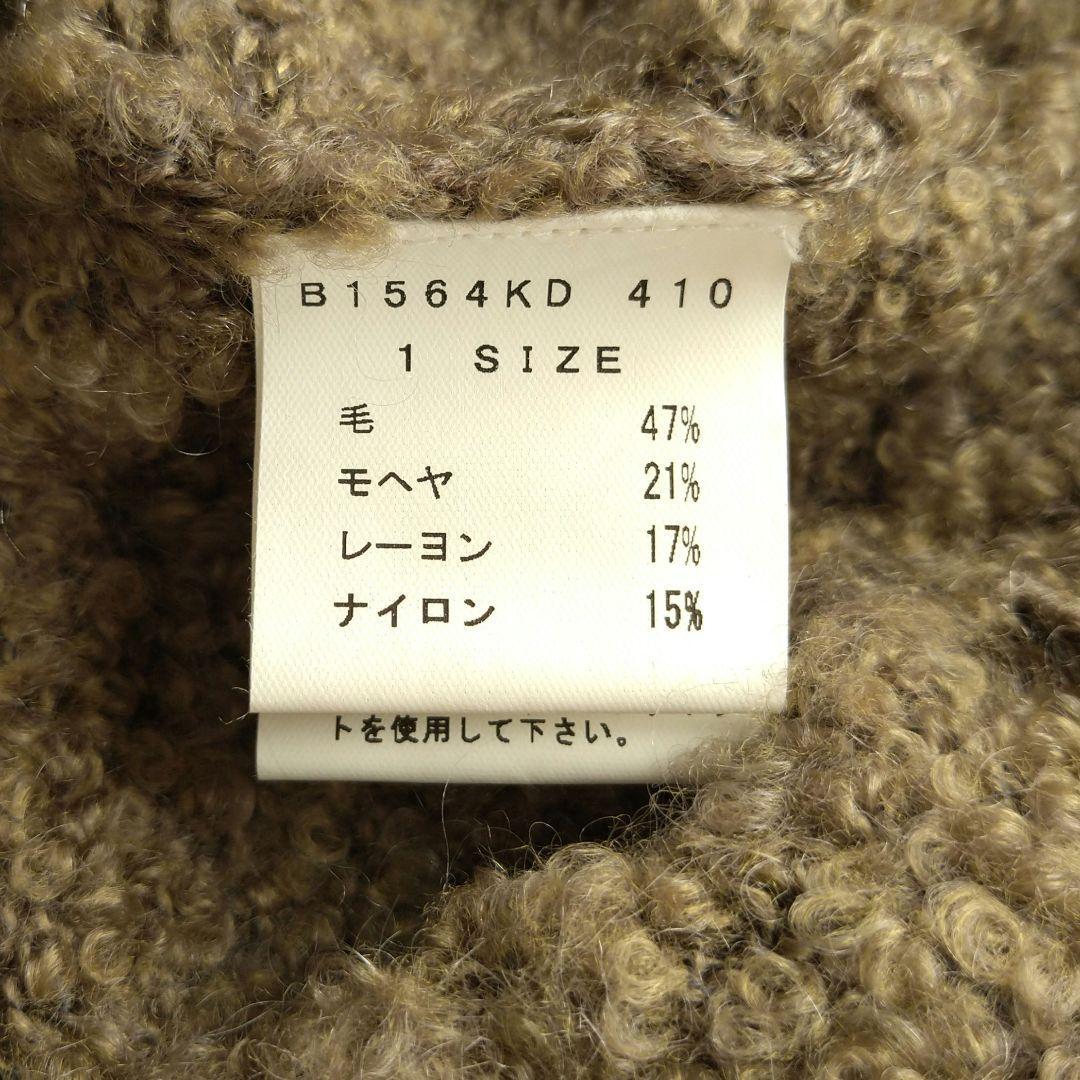 B1564KD 410
1 SIZE
毛 47%
モヘヤ 21%
レーヨン 17%
ナイロン 15%
トを使用して下さい。